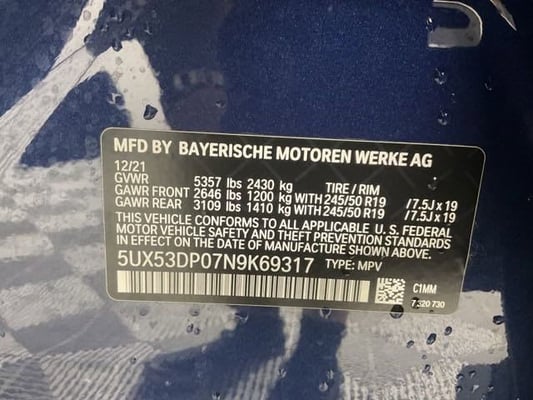 MFD BY BAYERISCHE MOTOREN WERKE AG
12/21
GVWR 5357 lbs 2430 kg TIRE / RIM
GAWR FRONT 2646 lbs 1200 kg WITH 245/50 R19 / 7.5J x 19
GAWR REAR 3109 lbs 1410 kg WITH 245/50 R19 / 7.5J x 19
THIS VEHICLE CONFORMS TO ALL APPLICABLE U. S. FEDERAL
MOTOR VEHICLE SAFETY AND THEFT PREVENTION STANDARDS
IN EFFECT ON THE DATE OF MANUFACTURE SHOWN ABOVE.
5UX53DP07N9K69317 TYPE: MPV
C1MM
7 320 730